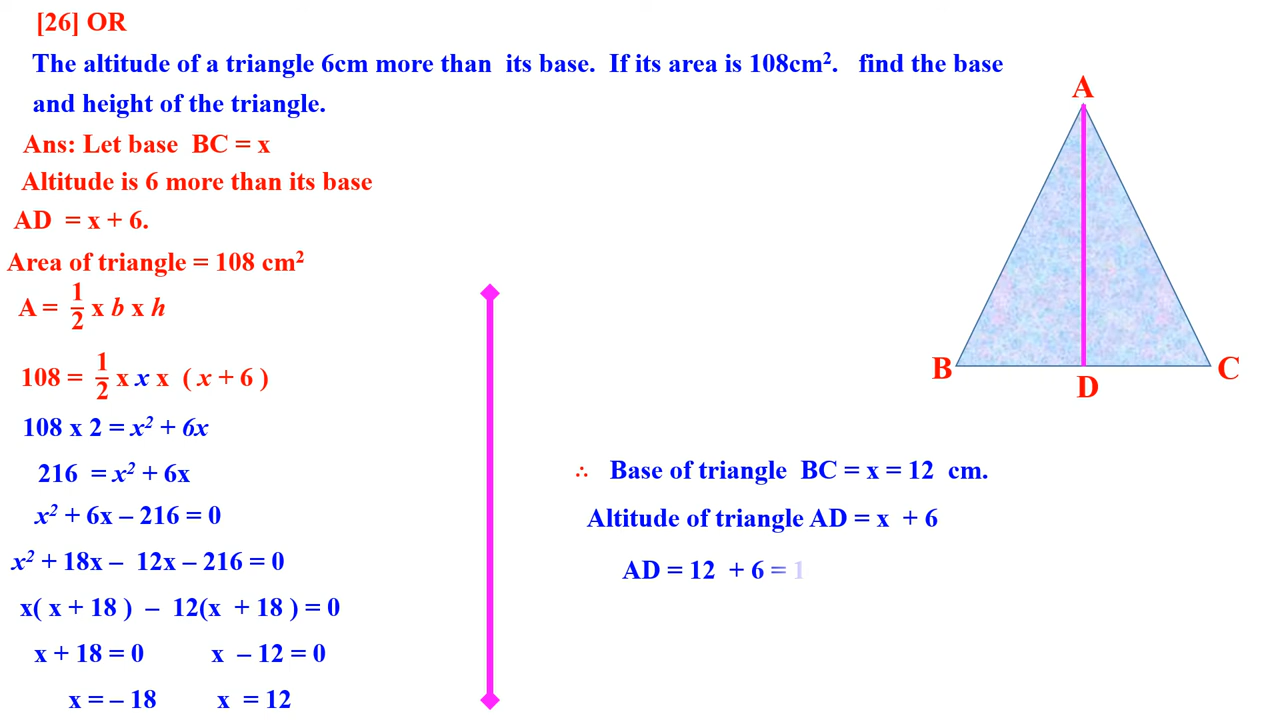 [26] OR
The altitude of a triangle 6cm more than its base. If its area is 108cm². find the base
and height of the triangle.
Ans: Let base BC = x
Altitude is 6 more than its base
AD = x + 6.
Area of triangle = 108 cm²
A = 1/2 x b x h
108 = 1/2 x x x ( x + 6 )
108 x 2 = x² + 6x
216 = x² + 6x
x² + 6x – 216 = 0
x² + 18x – 12x – 216 = 0
x( x + 18 ) – 12(x + 18 ) = 0
x + 18 = 0 x – 12 = 0
x = – 18 x = 12
A
B
D
C
∴ Base of triangle BC = x = 12 cm.
Altitude of triangle AD = x + 6
AD = 12 + 6 = 1